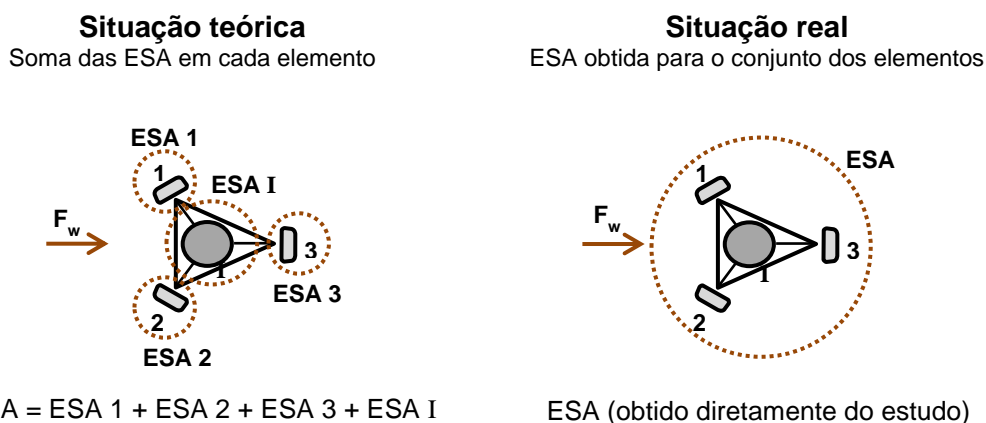 Situação teórica
Soma das ESA em cada elemento
ESA 1
1
ESA I
F_w
I
3
ESA 3
2
ESA 2
A = ESA 1 + ESA 2 + ESA 3 + ESA I
Situação real
ESA obtida para o conjunto dos elementos
ESA
1
F_w
3
I
2
ESA (obtido diretamente do estudo)